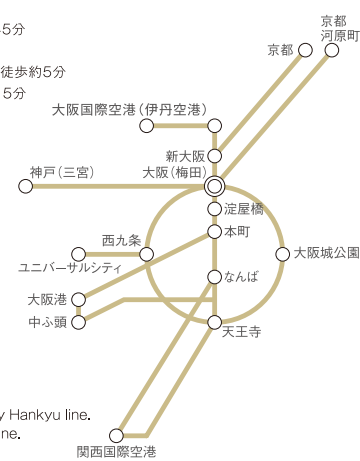 5分
徒歩約5分
5分
京都
河原町
京都
大阪国際空港(伊丹空港)
新大阪
大阪(梅田)
神戸(三宮)
淀屋橋
本町
西九条
ユニバーサルシティ
大阪城公園
なんば
大阪港
中ふ頭
天王寺
y Hankyu line.
ne.
関西国際空港